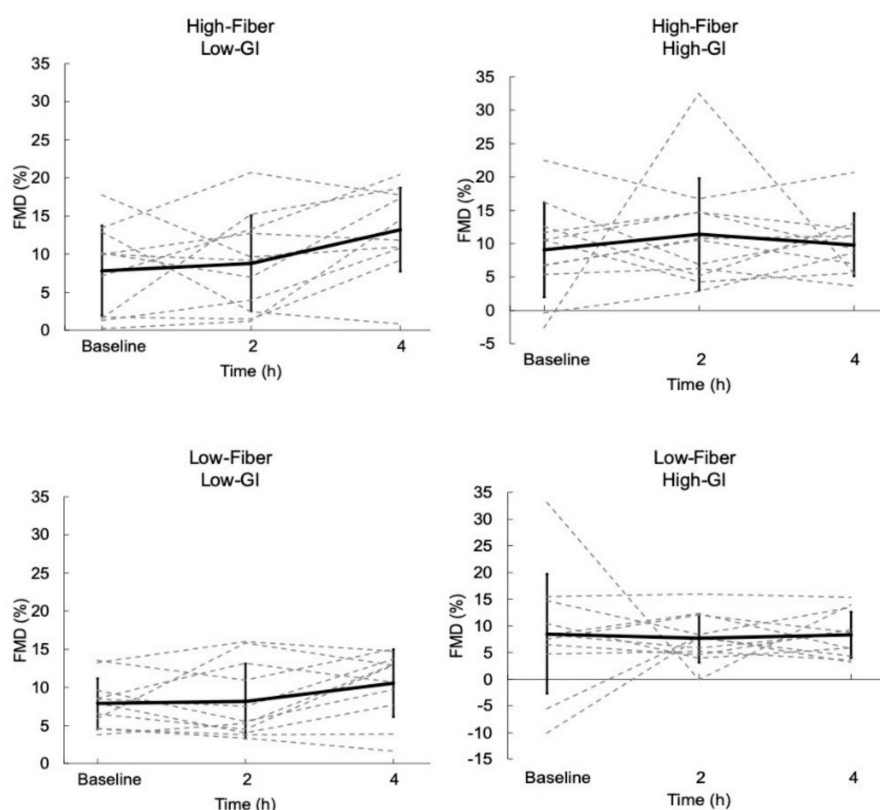 High-Fiber
Low-GI
35
30
25
20
15
10
5
0
FMD (%)
Baseline
2
4
Time (h)
High-Fiber
High-GI
35
30
25
20
15
10
5
0
-5
FMD (%)
Baseline
2
4
Time (h)
Low-Fiber
Low-GI
35
30
25
20
15
10
5
0
FMD (%)
Baseline
2
4
Time (h)
Low-Fiber
High-GI
35
30
25
20
15
10
5
0
-5
-10
-15
FMD (%)
Baseline
2
4
Time (h)